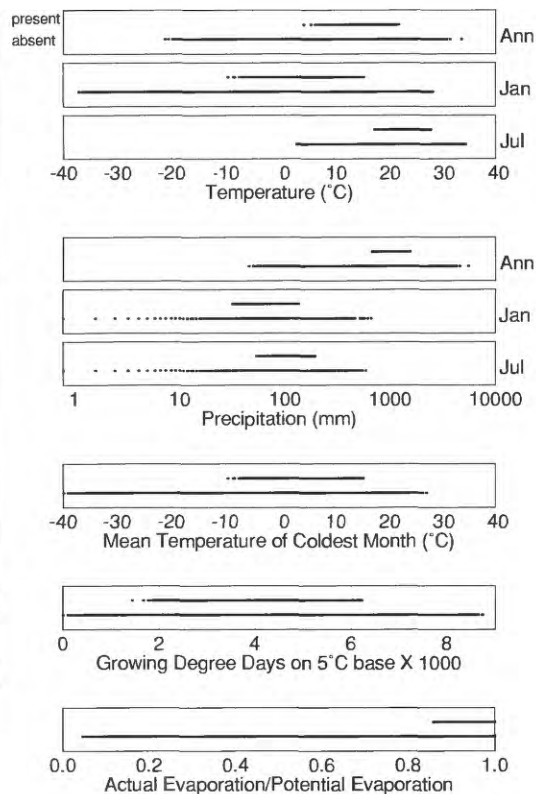 present
absent
Ann
Jan
Jul
-40 -30 -20 -10 0 10 20 30 40
Temperature (°C)
Ann
Jan
Jul
1 10 100 1000 10000
Precipitation (mm)
-40 -30 -20 -10 0 10 20 30 40
Mean Temperature of Coldest Month (°C)
0 2 4 6 8
Growing Degree Days on 5°C base X 1000
0.0 0.2 0.4 0.6 0.8 1.0
Actual Evaporation/Potential Evaporation